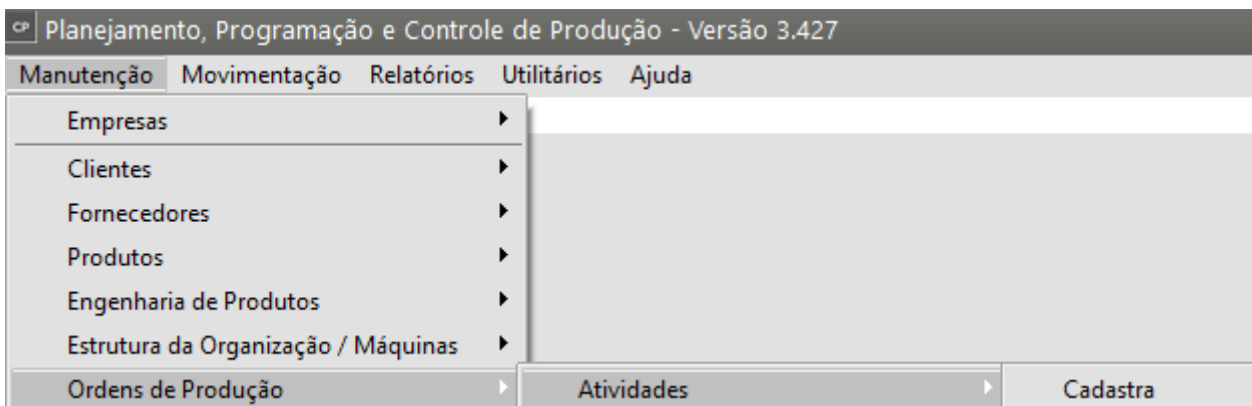 CP Planejamento, Programação e Controle de Produção - Versão 3.427
Manutenção Movimentação Relatórios Utilitários Ajuda
Empresas
Clientes
Fornecedores
Produtos
Engenharia de Produtos
Estrutura da Organização / Máquinas
Ordens de Produção Atividades Cadastra